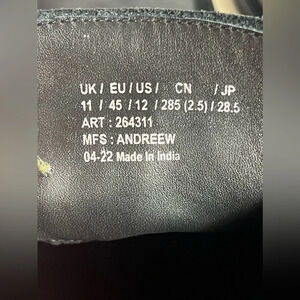 UK / EU / US / CN / JP
11 / 45 / 12 / 285 (2.5) / 28.5
ART : 264311
MFS : ANDREEW
04-22 Made In India